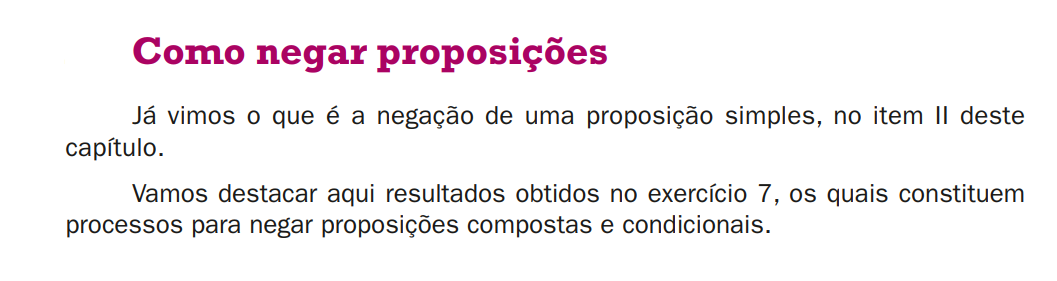 Como negar proposições
Já vimos o que é a negação de uma proposição simples, no item II deste
capítulo.
Vamos destacar aqui resultados obtidos no exercício 7, os quais constituem
processos para negar proposições compostas e condicionais.